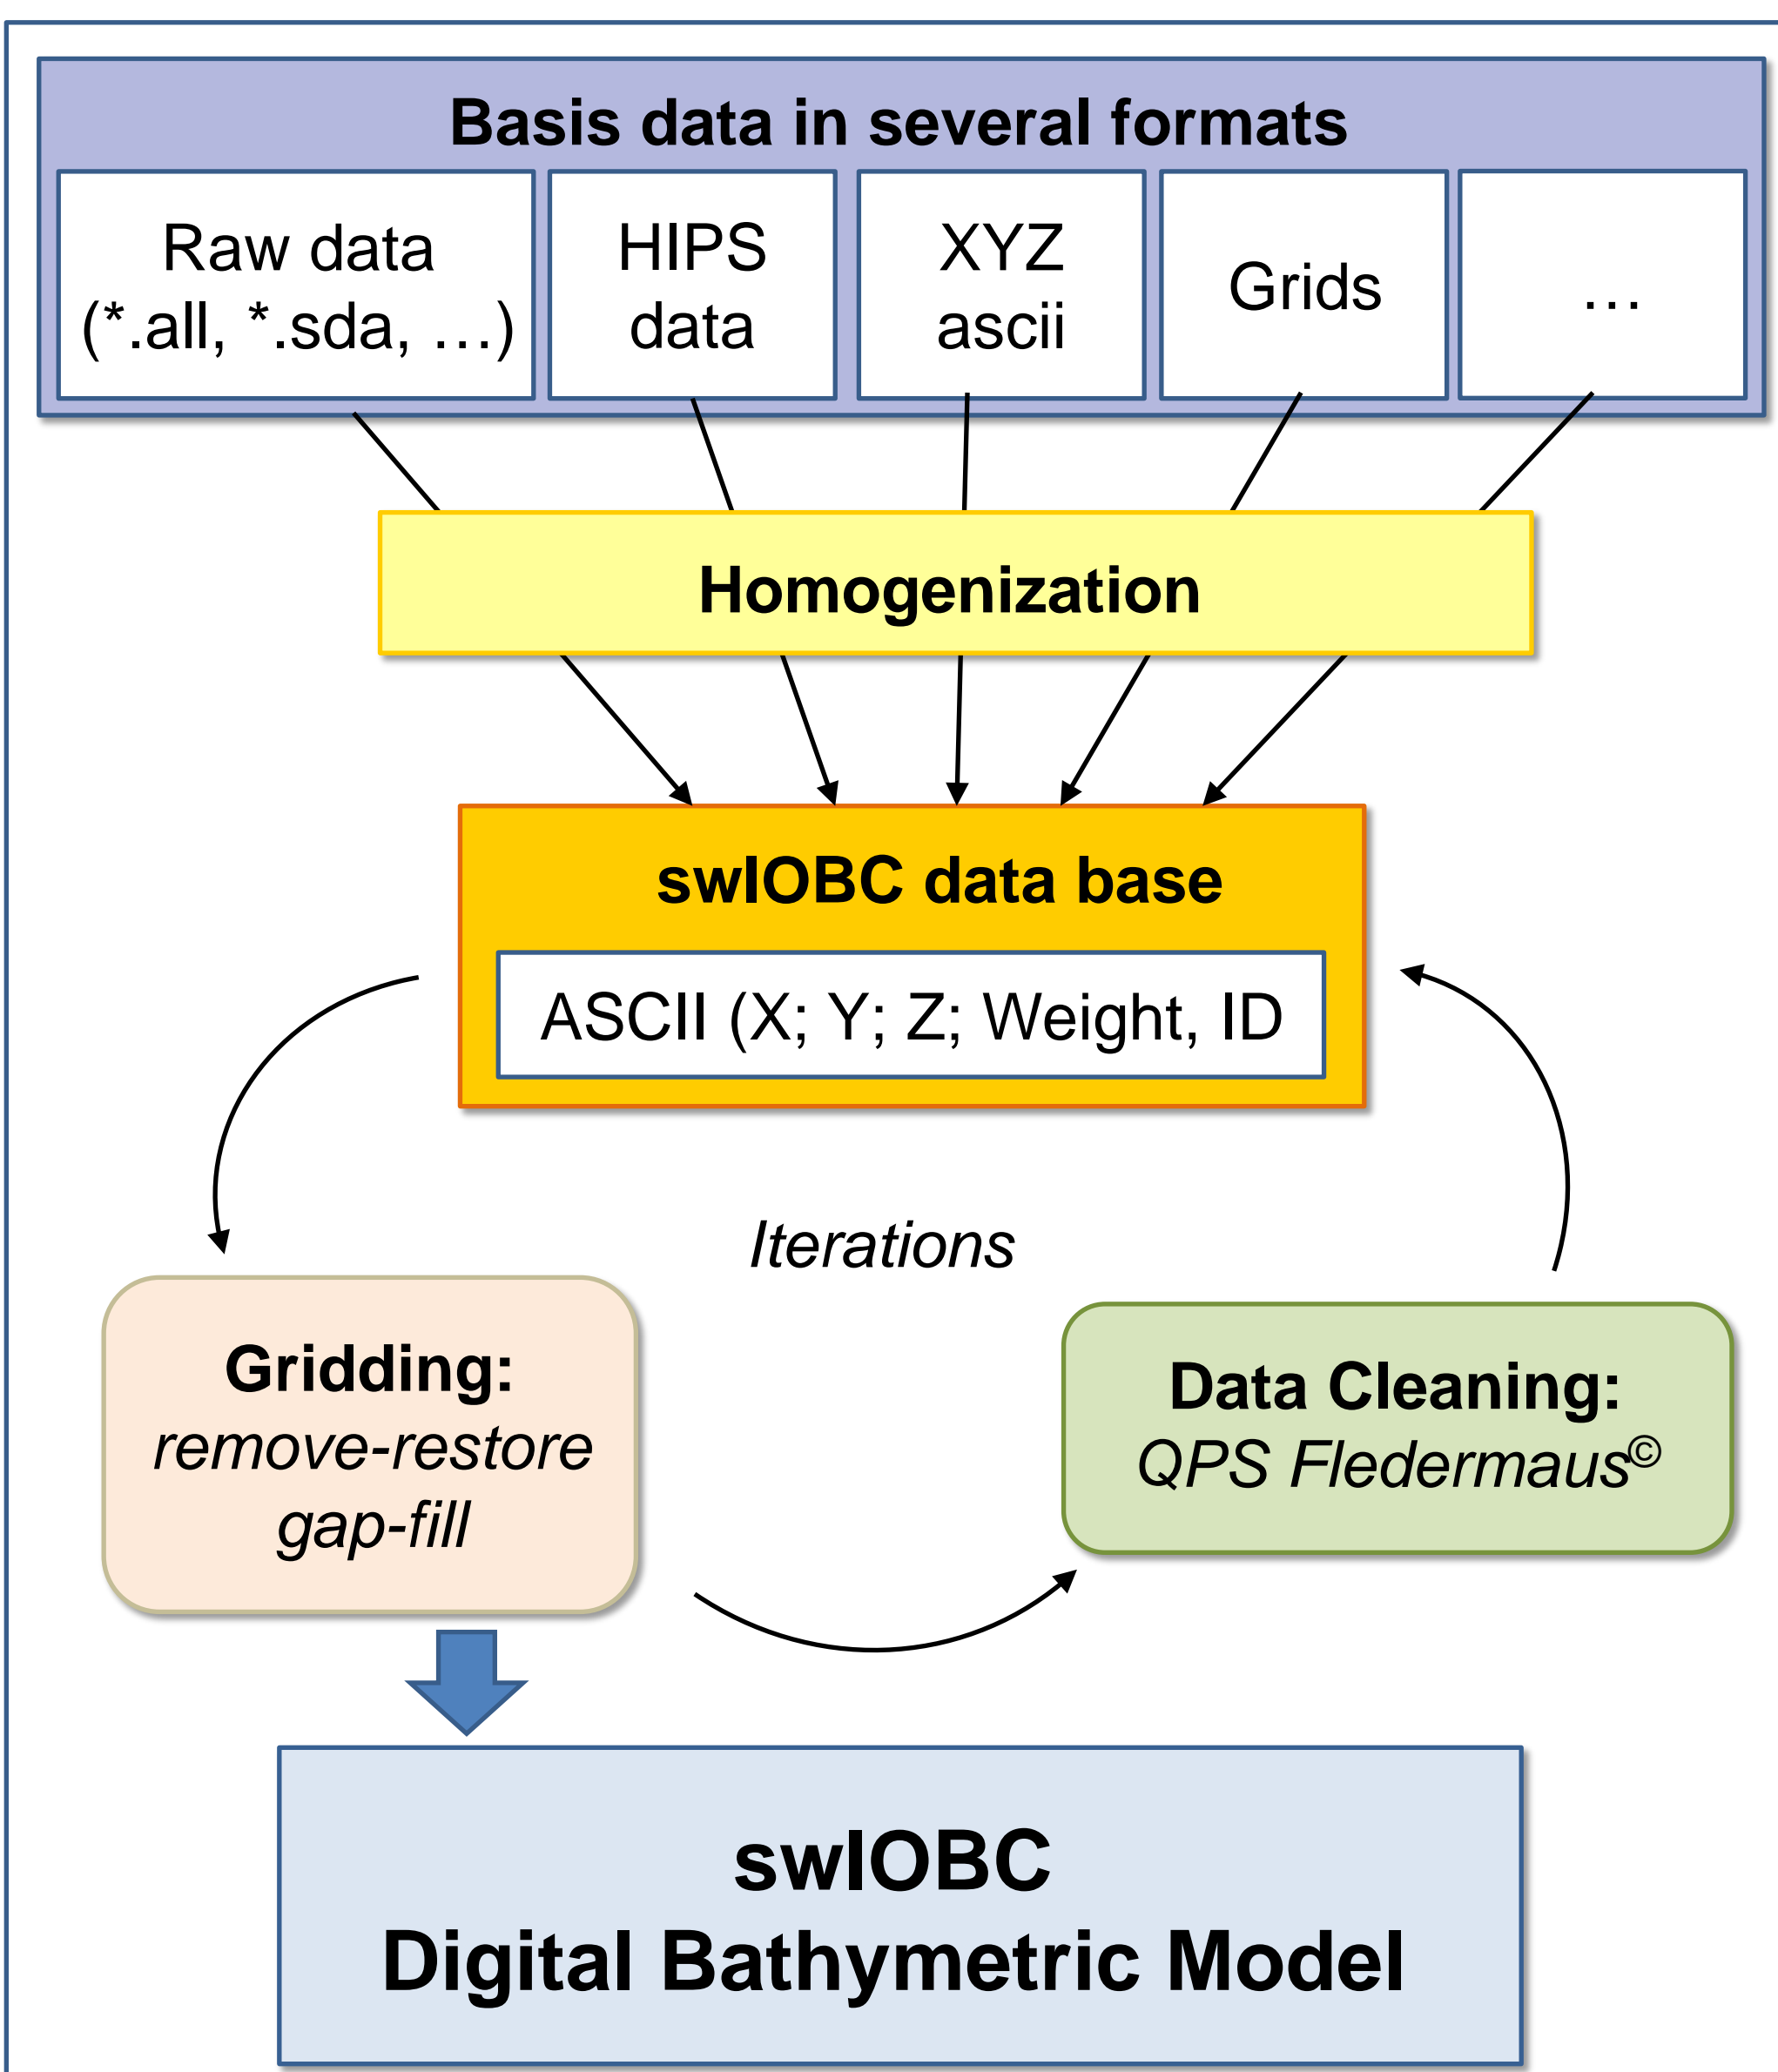 Basis data in several formats
Raw data
(*.all, *.sda, …)
HIPS
data
XYZ
ascii
Grids
…
Homogenization
swIOBC data base
ASCII (X; Y; Z; Weight, ID
Iterations
Gridding:
remove-restore
gap-fill
Data Cleaning:
QPS Fledermaus©
swIOBC
Digital Bathymetric Model